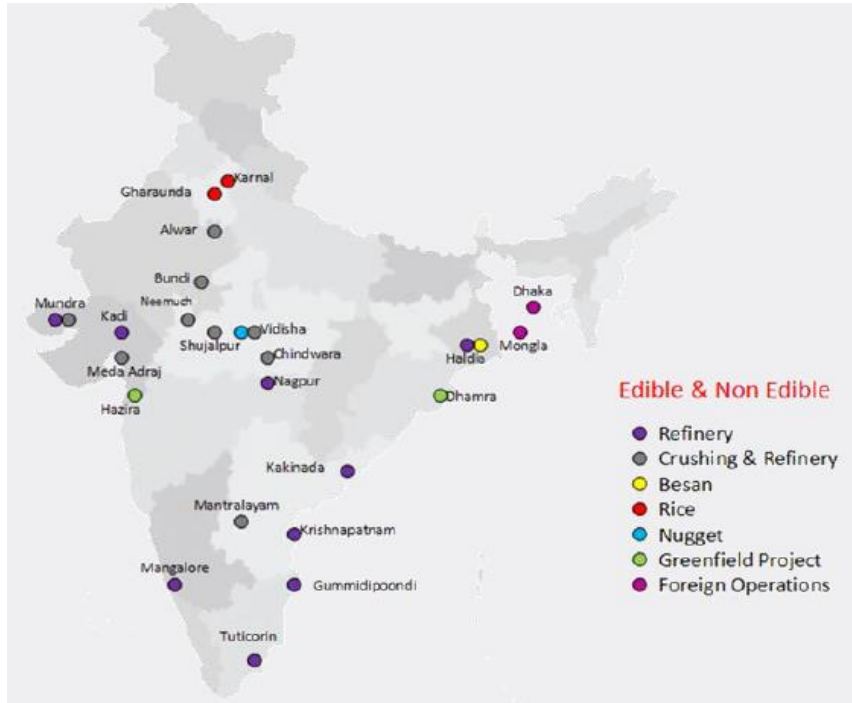 Karnal
Gharaunda
Alwar
Bundi
Neemuch
Mundra
Kadi
Dhaka
Shujalpur
Vidisha
Mongla
Haldia
Chindwara
Meda Adraj
Nagpur
Hazira
Dhamra
Edible & Non Edible
Refinery
Crushing & Refinery
Besan
Rice
Nugget
Greenfield Project
Foreign Operations
Kakinada
Mantralayam
Krishnapatnam
Mangalore
Gummidipoondi
Tuticorin